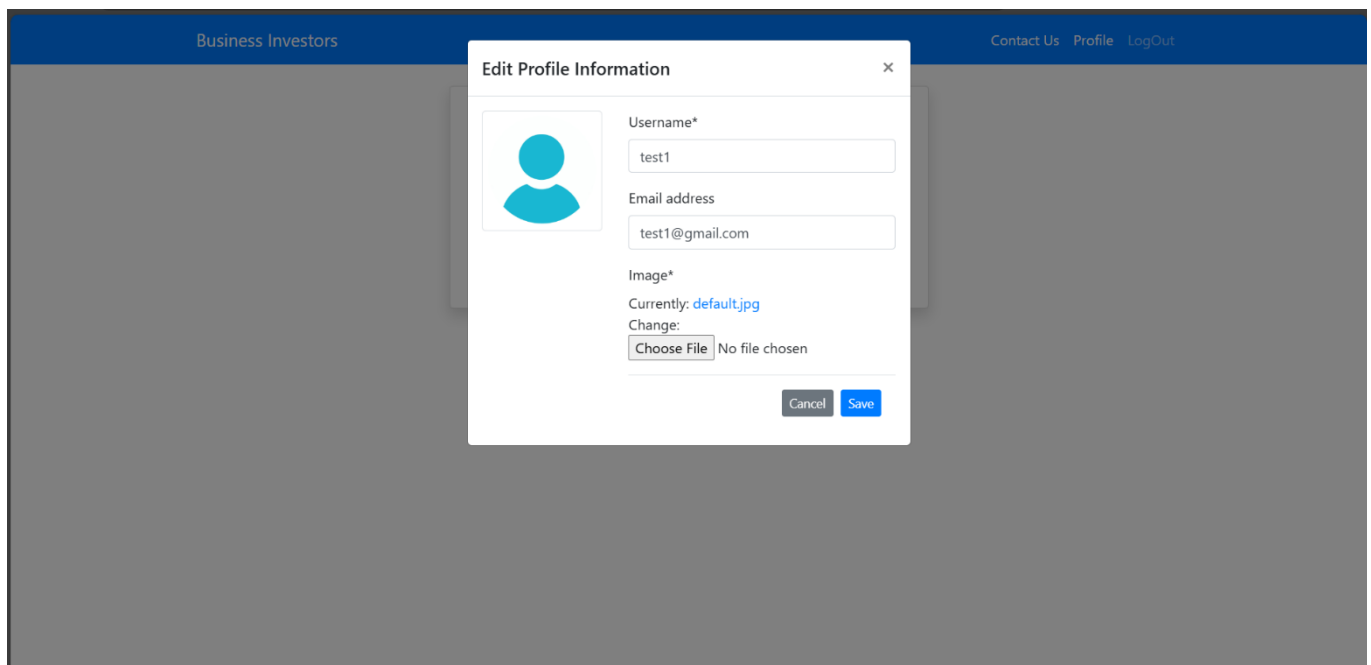 Business Investors
Contact Us Profile LogOut
Edit Profile Information ×
Username*
test1
Email address
test1@gmail.com
Image*
Currently: default.jpg
Change:
Choose File No file chosen
Cancel Save